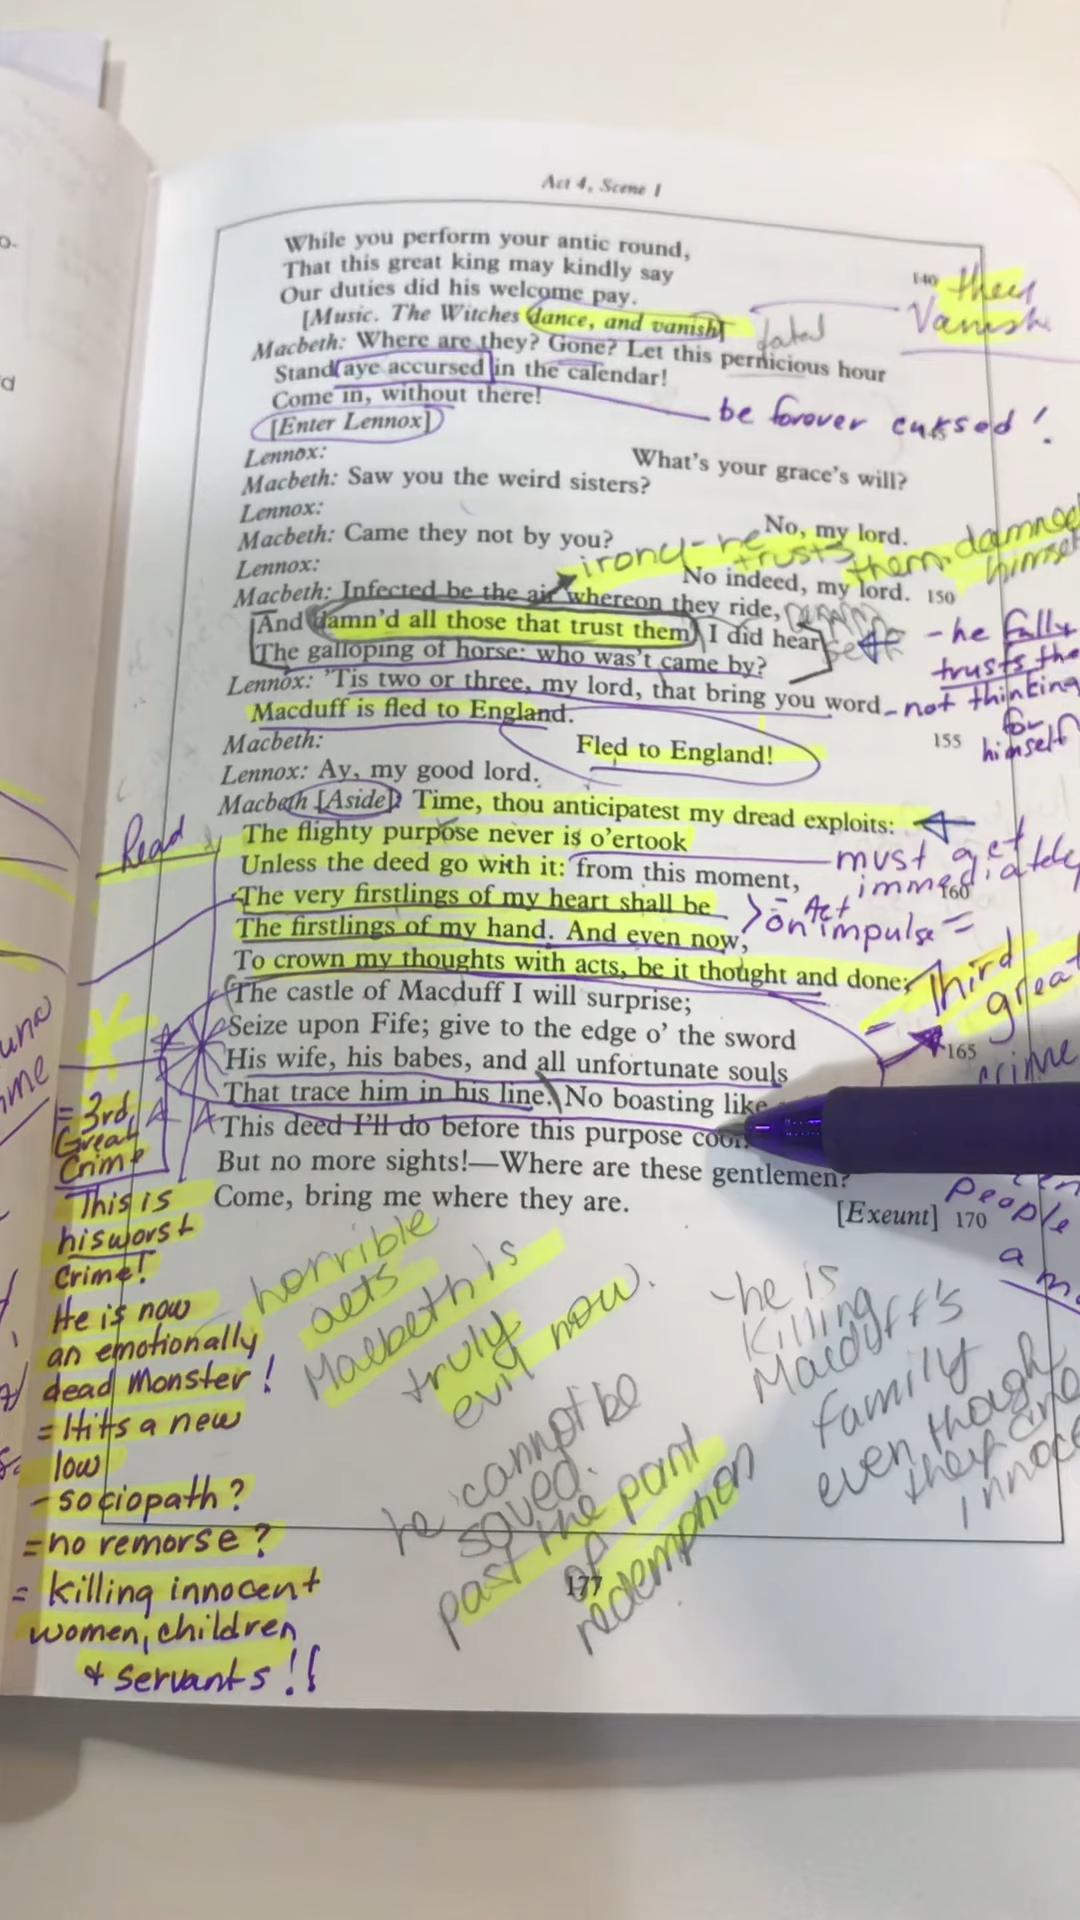 Act 4, Scene 1
While you perform your antic round,
That this great king may kindly say
Our duties did his welcome pay.
140
they
Vanish
[Music. The Witches dance, and vanish]
fatal
Macbeth: Where are they? Gone? Let this pernicious hour
Stand aye accursed in the calendar!
Come in, without there!
be forever cursed!
[Enter Lennox]
Lennox: What's your grace's will?
Macbeth: Saw you the weird sisters?
Lennox: No, my lord.
Macbeth: Came they not by you?
irony-he trusts them. damned himself
Lennox: No indeed, my lord. 150
Macbeth: Infected be the air whereon they ride,
And damn'd all those that trust them! I did hear
The galloping of horse: who was't came by?
- he fully
trusts the
Lennox: 'Tis two or three, my lord, that bring you word
- not thinking
for
himself
Macduff is fled to England.
Macbeth: Fled to England! 155
Lennox: Ay, my good lord.
Macbeth [Aside]: Time, thou anticipatest my dread exploits:
Read
The flighty purpose never is o'ertook
Unless the deed go with it: from this moment,
must act
immediately
160
The very firstlings of my heart shall be
The firstlings of my hand. And even now,
- Act
on impulse =
To crown my thoughts with acts, be it thought and done;
- Third
great
crime
The castle of Macduff I will surprise;
Seize upon Fife; give to the edge o' the sword
165
His wife, his babes, and all unfortunate souls
That trace him in his line. No boasting like
This deed I'll do before this purpose
But no more sights!—Where are these gentlemen?
Come, bring me where they are.
[Exeunt] 170
people
a
= 3rd
Great
Crime
This is
his worst
Crime!
He is now
an emotionally
dead monster!
= Hits a new
low
- sociopath?
= no remorse?
= killing innocent
women, children
& servants!!
- horrible
acts
Macbeth is
truly
evil now.
he cannot be
saved.
past the point
of
redemption
-he is
killing
Macduff's
family
even though
they are
177